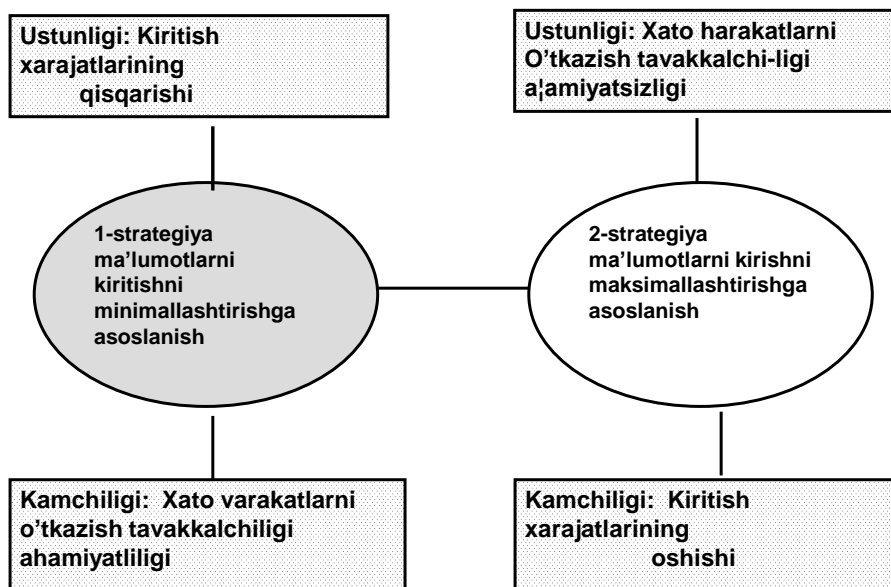 Ustunligi: Kiritish
xarajatlarining
qisqarishi
Ustunligi: Xato harakatlarni
O'tkazish tavakkalchi-ligi
a¦amiyatsizligi
1-strategiya
ma'lumotlarni
kiritishni
minimallashtirishga
asoslanish
2-strategiya
ma'lumotlarni kirishni
maksimallashtirishga
asoslanish
Kamchiligi: Xato varakatlarni
o'tkazish tavakkalchiligi
ahamiyatliligi
Kamchiligi: Kiritish
xarajatlarining
oshishi